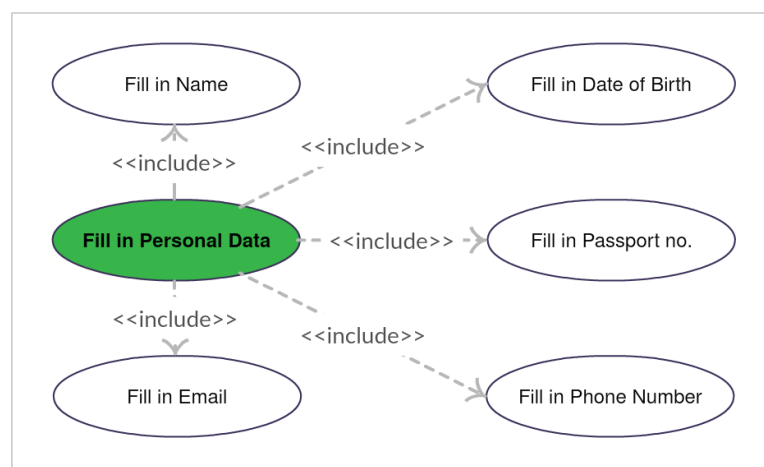 Fill in Name
Fill in Date of Birth
<<include>>
<<include>>
Fill in Personal Data
<<include>>
Fill in Passport no.
<<include>>
<<include>>
Fill in Email
Fill in Phone Number